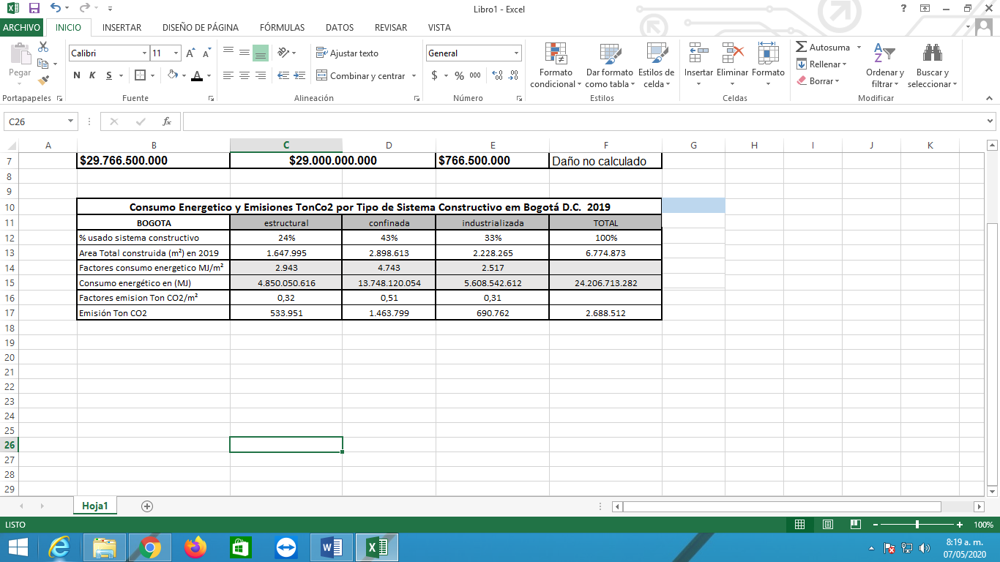 Libro1 - Excel
ARCHIVO INICIO INSERTAR DISEÑO DE PÁGINA FÓRMULAS DATOS REVISAR VISTA
Pegar
Calibri 11
N K S
Ajustar texto
Combinar y centrar
General
$ % 000
Formato condicional
Dar formato como tabla
Estilos de celda
Insertar Eliminar Formato
Autosuma
Rellenar
Borrar
Ordenar y filtrar
Buscar y seleccionar
Portapapeles Fuente Alineación Número Estilos Celdas Modificar
C26 fx
A B C D E F G H I J K
7 $29.766.500.000 $29.000.000.000 $766.500.000 Daño no calculado
8
9
10 Consumo Energetico y Emisiones TonCo2 por Tipo de Sistema Constructivo em Bogotá D.C. 2019
11 BOGOTA estructural confinada industrializada TOTAL
12 % usado sistema constructivo 24% 43% 33% 100%
13 Area Total construida (m²) en 2019 1.647.995 2.898.613 2.228.265 6.774.873
14 Factores consumo energetico MJ/m² 2.943 4.743 2.517
15 Consumo energético en (MJ) 4.850.050.616 13.748.120.054 5.608.542.612 24.206.713.282
16 Factores emision Ton CO2/m² 0,32 0,51 0,31
17 Emisión Ton CO2 533.951 1.463.799 690.762 2.688.512
18
19
20
21
22
23
24
25
26
27
28
29
Hoja1
LISTO 100%
8:19 a. m.
07/05/2020